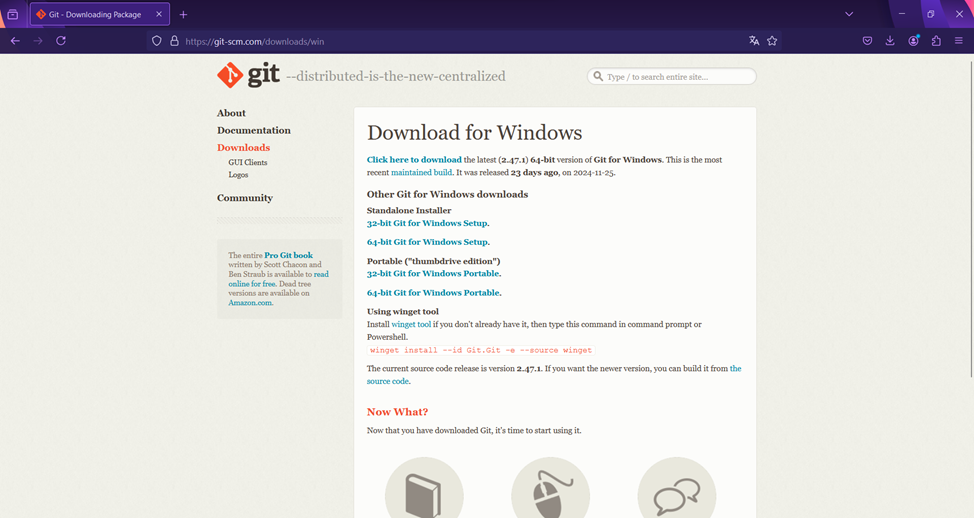 Git - Downloading Package
https://git-scm.com/downloads/win
git --distributed-is-the-new-centralized
Type / to search entire site...
About
Documentation
Downloads
GUI Clients
Logos
Community
The entire Pro Git book
written by Scott Chacon and
Ben Straub is available to read
online for free. Dead tree
versions are available on
Amazon.com.
Download for Windows
Click here to download the latest (2.47.1) 64-bit version of Git for Windows. This is the most
recent maintained build. It was released 23 days ago, on 2024-11-25.
Other Git for Windows downloads
Standalone Installer
32-bit Git for Windows Setup.
64-bit Git for Windows Setup.
Portable ("thumbdrive edition")
32-bit Git for Windows Portable.
64-bit Git for Windows Portable.
Using winget tool
Install winget tool if you don't already have it, then type this command in command prompt or
Powershell.
winget install --id Git.Git -e --source winget
The current source code release is version 2.47.1. If you want the newer version, you can build it from the
source code.
Now What?
Now that you have downloaded Git, it's time to start using it.